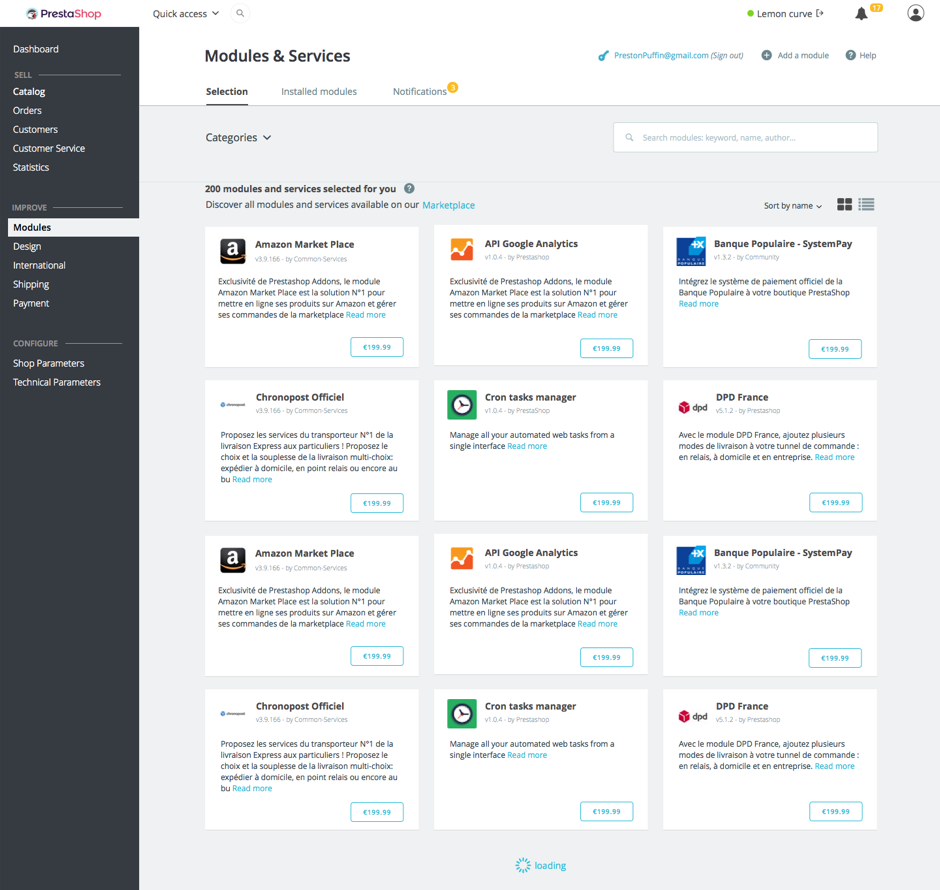 PrestaShop
Quick access
Lemon curve
17
Dashboard
SELL
Catalog
Orders
Customers
Customer Service
Statistics
IMPROVE
Modules
Design
International
Shipping
Payment
CONFIGURE
Shop Parameters
Technical Parameters
Modules & Services
PrestonPuffin@gmail.com (Sign out)
Add a module
Help
Selection
Installed modules
Notifications 3
Categories
Search modules: keyword, name, author...
200 modules and services selected for you ?
Discover all modules and services available on our Marketplace
Sort by name
Amazon Market Place
v3.9.166 - by Common-Services
Exclusivité de Prestashop Addons, le module
Amazon Market Place est la solution N°1 pour
mettre en ligne ses produits sur Amazon et gérer
ses commandes de la marketplace Read more
€199.99
API Google Analytics
v1.0.4 - by Prestashop
Exclusivité de Prestashop Addons, le module
Amazon Market Place est la solution N°1 pour
mettre en ligne ses produits sur Amazon et gérer
ses commandes de la marketplace Read more
€199.99
BANQUE POPULAIRE
Banque Populaire - SystemPay
v1.3.2 - by Community
Intégrez le système de paiement officiel de la
Banque Populaire à votre boutique PrestaShop
Read more
€199.99
chronopost
Chronopost Officiel
v3.9.166 - by Common-Services
Proposez les services du transporteur N°1 de la
livraison Express aux particuliers ! Proposez le
choix et la souplesse de la livraison multi-choix:
expédier à domicile, en point relais ou encore au
bu Read more
€199.99
Cron tasks manager
v1.0.4 - by PrestaShop
Manage all your automated web tasks from a
single interface Read more
€199.99
dpd
DPD France
v5.1.2 - by Prestashop
Avec le module DPD France, ajoutez plusieurs
modes de livraison à votre tunnel de commande :
en relais, à domicile et en entreprise. Read more
€199.99
Amazon Market Place
v3.9.166 - by Common-Services
Exclusivité de Prestashop Addons, le module
Amazon Market Place est la solution N°1 pour
mettre en ligne ses produits sur Amazon et gérer
ses commandes de la marketplace Read more
€199.99
API Google Analytics
v1.0.4 - by Prestashop
Exclusivité de Prestashop Addons, le module
Amazon Market Place est la solution N°1 pour
mettre en ligne ses produits sur Amazon et gérer
ses commandes de la marketplace Read more
€199.99
BANQUE POPULAIRE
Banque Populaire - SystemPay
v1.3.2 - by Community
Intégrez le système de paiement officiel de la
Banque Populaire à votre boutique PrestaShop
Read more
€199.99
chronopost
Chronopost Officiel
v3.9.166 - by Common-Services
Proposez les services du transporteur N°1 de la
livraison Express aux particuliers ! Proposez le
choix et la souplesse de la livraison multi-choix:
expédier à domicile, en point relais ou encore au
bu Read more
€199.99
Cron tasks manager
v1.0.4 - by Prestashop
Manage all your automated web tasks from a
single interface Read more
€199.99
dpd
DPD France
v5.1.2 - by Prestashop
Avec le module DPD France, ajoutez plusieurs
modes de livraison à votre tunnel de commande :
en relais, à domicile et en entreprise. Read more
€199.99
loading